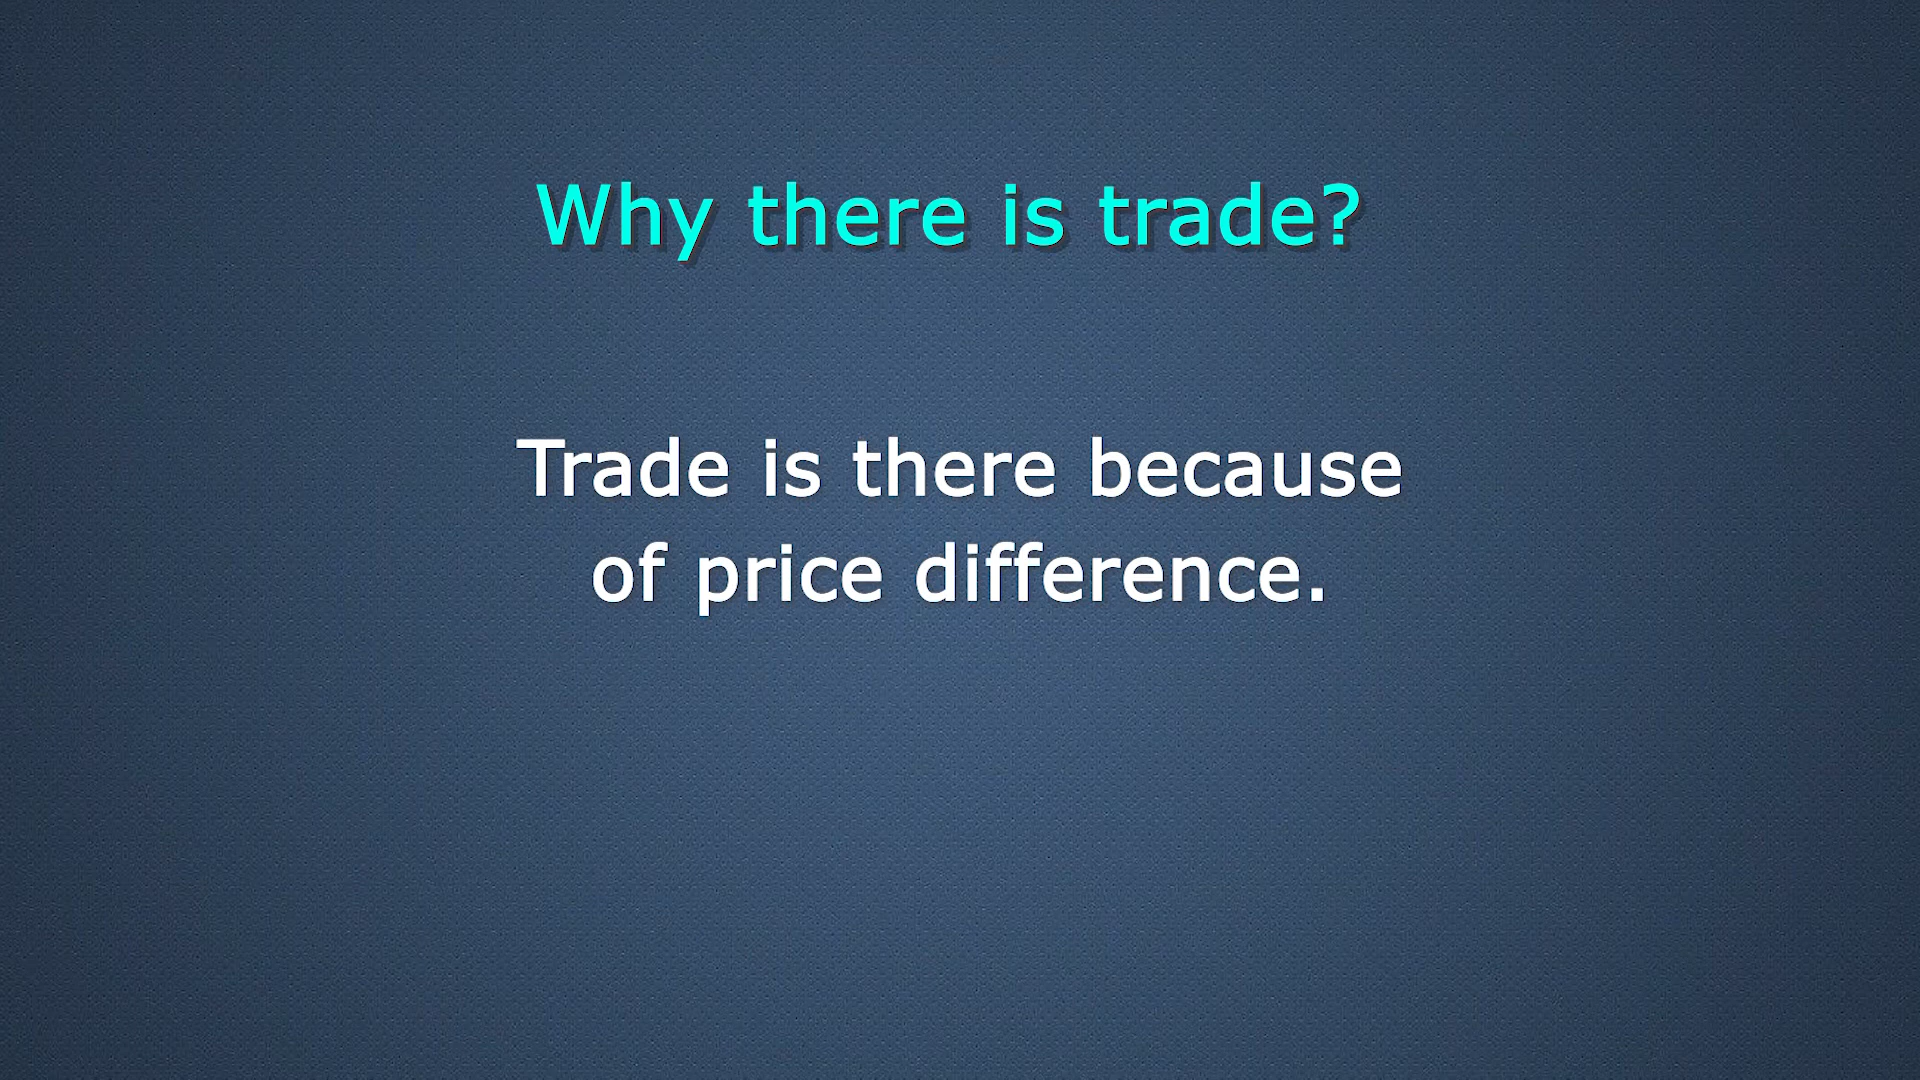 Why there is trade?
Trade is there because
of price difference.